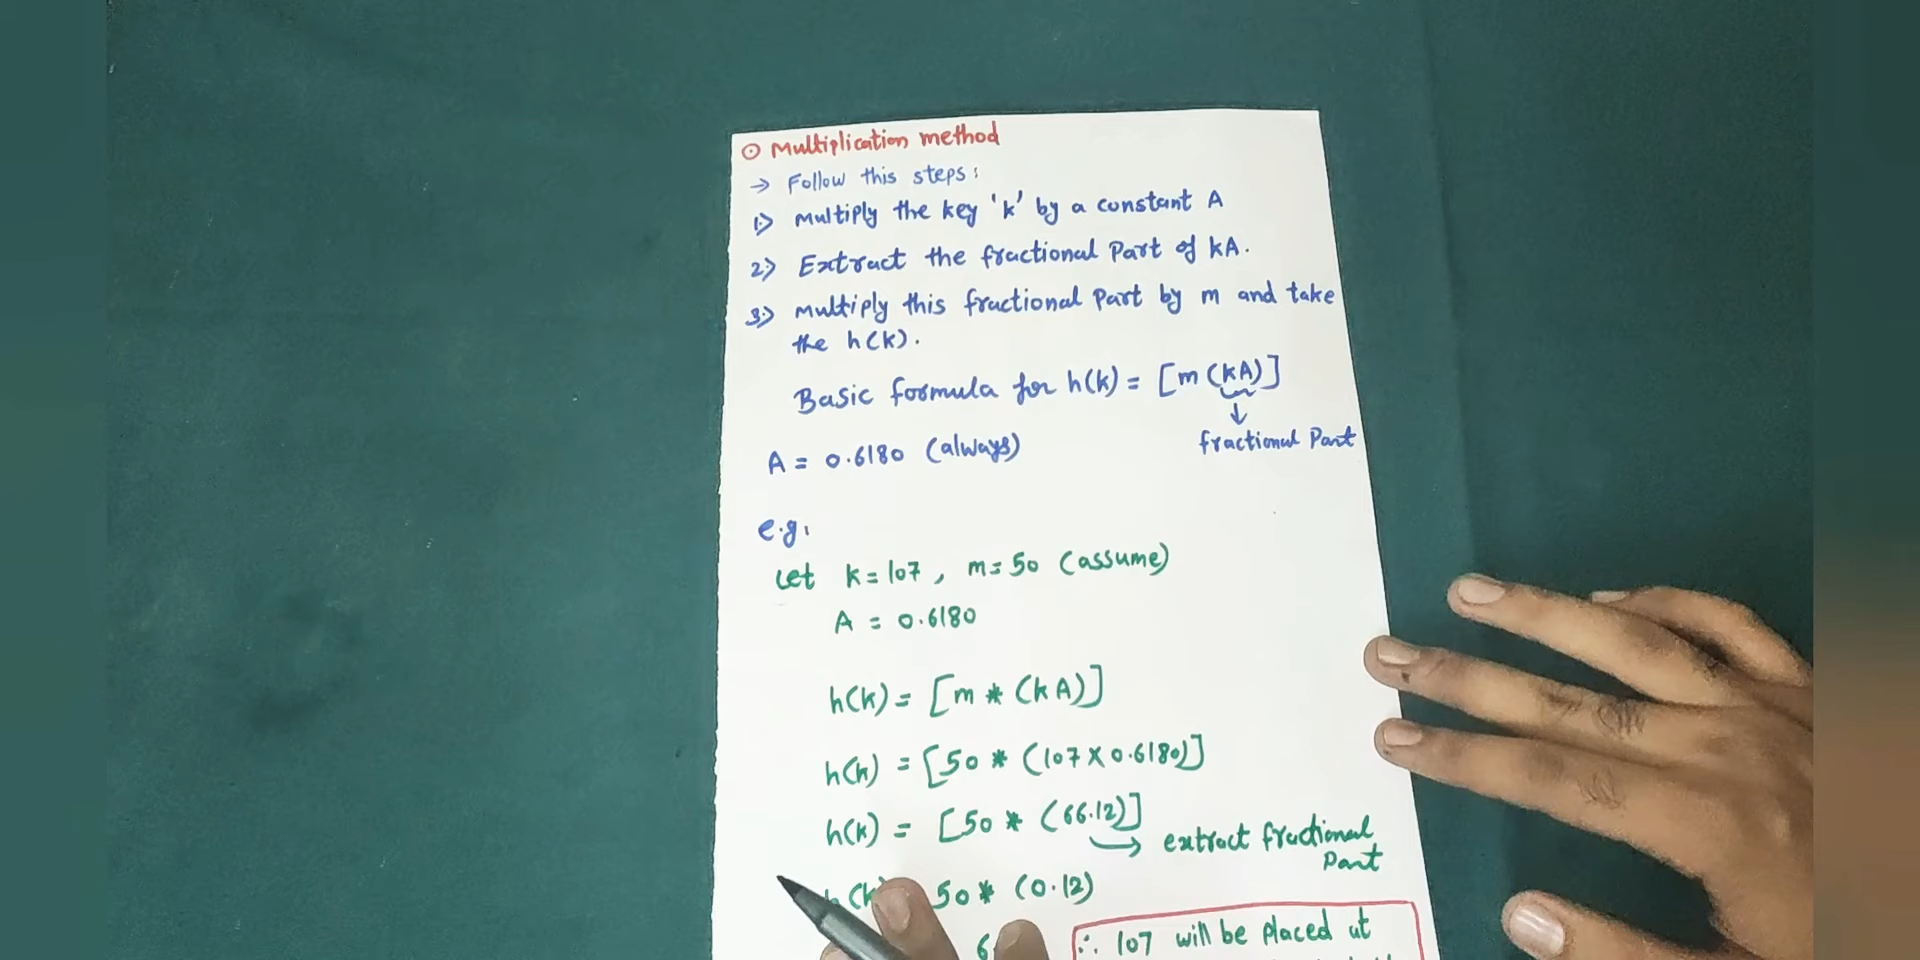 ⊙ Multiplication method
→ Follow this steps:
1) Multiply the key 'k' by a constant A
2) Extract the fractional Part of kA.
3) Multiply this fractional Part by m and take
the h(k).
Basic formula for h(k) = [m (kA)]
↓
fractional Part
A = 0.6180 (always)
e.g.
Let k = 107 , m = 50 (assume)
A = 0.6180
h(k) = [m * (kA)]
h(k) = [50 * (107 X 0.6180)]
h(k) = [50 * (66.12)]
→ extract fractional
Part
h(k 50 * (0.12)
6
∴ 107 will be placed at